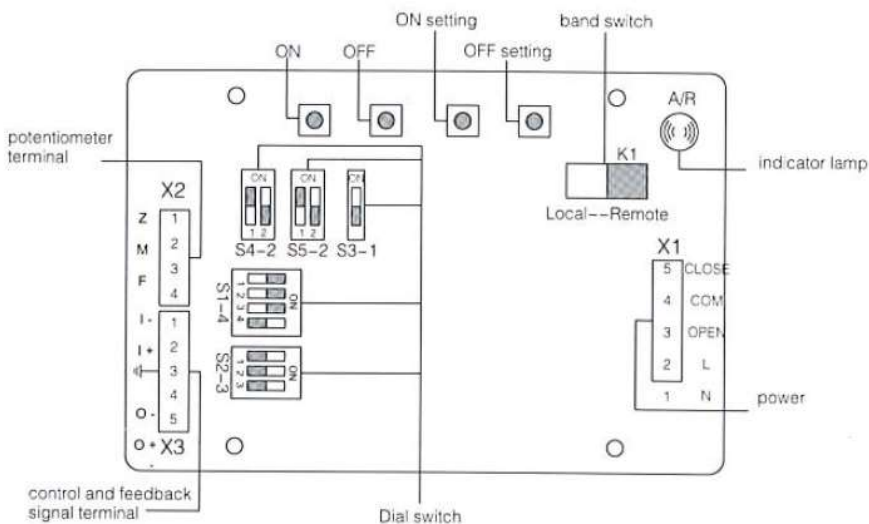 ON setting
band switch
ON
OFF
OFF setting
A/R
potentiometer
terminal
K1
indicator lamp
X2
ON
ON
ON
Local--Remote
Z
1
1 2
1 2
M
2
S4-2
S5-2
S3-1
X1
3
5 CLOSE
F
4
1 2 3 4
ON
S1-4
4 COM
I-
1
3 OPEN
I+
2
1 2 3
ON
S2-3
2 L
3
4
1 N
power
O-
5
O+
X3
-
control and feedback
signal terminal
Dial switch